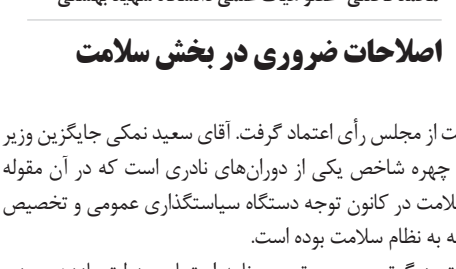 اصلاحات ضروری در بخش سلامت
ت از مجلس رأی اعتماد گرفت. آقای سعید نمکی جایگزین وزیر
چهره شاخص یکی از دوران‌های نادری است که در آن مقوله
لامت در کانون توجه دستگاه سیاستگذاری عمومی و تخصیص
ه به نظام سلامت بوده است.